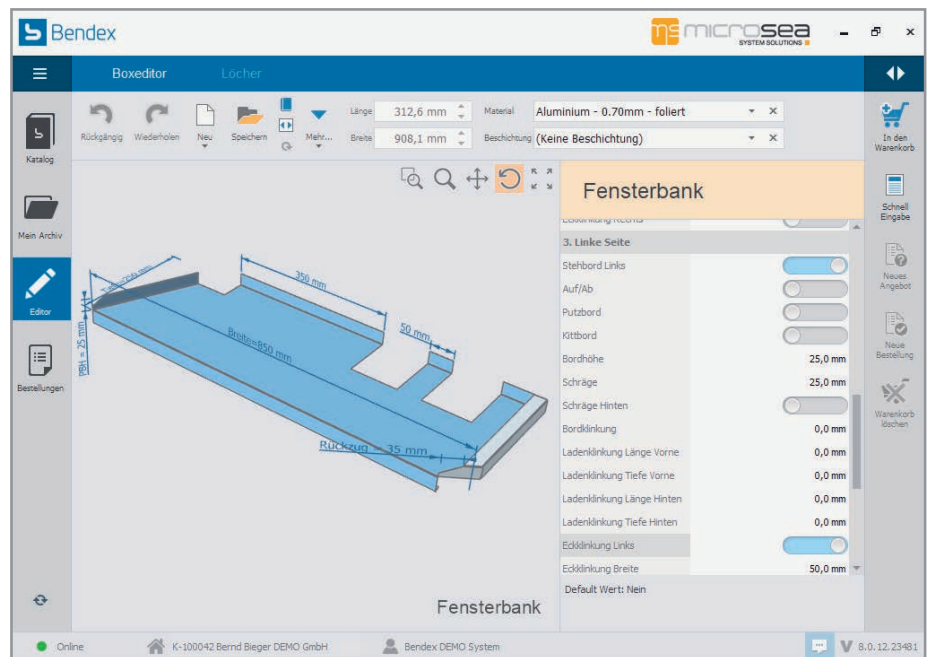 Bendex
ms microsea
SYSTEM SOLUTIONS
Boxeditor
Löcher
Katalog
Mein Archiv
Editor
Bestellungen
Rückgängig
Wiederholen
Neu
Speichern
Mehr...
Länge
312,6 mm
Breite
908,1 mm
Material
Aluminium - 0.70mm - foliert
Beschichtung
(Keine Beschichtung)
In den
Warenkorb
Schnell
Eingabe
Neues
Angebot
Neue
Bestellung
Warenkorb
löschen
350 mm
50 mm
Breite=850 mm
PBH = 25 mm
Rückzug = 35 mm
Fensterbank
Fensterbank
Eckklinkung Rechts
3. Linke Seite
Stehbord Links
Auf/Ab
Putzbord
Kittbord
Bordhöhe 25,0 mm
Schräge 25,0 mm
Schräge Hinten
Bordklinkung 0,0 mm
Ladenklinkung Länge Vorne 0,0 mm
Ladenklinkung Tiefe Vorne 0,0 mm
Ladenklinkung Länge Hinten 0,0 mm
Ladenklinkung Tiefe Hinten 0,0 mm
Eckklinkung Links
Eckklinkung Breite 50,0 mm
Default Wert: Nein
Online
K-100042 Bernd Bieger DEMO GmbH
Bendex DEMO System
V 8.0.12.23481